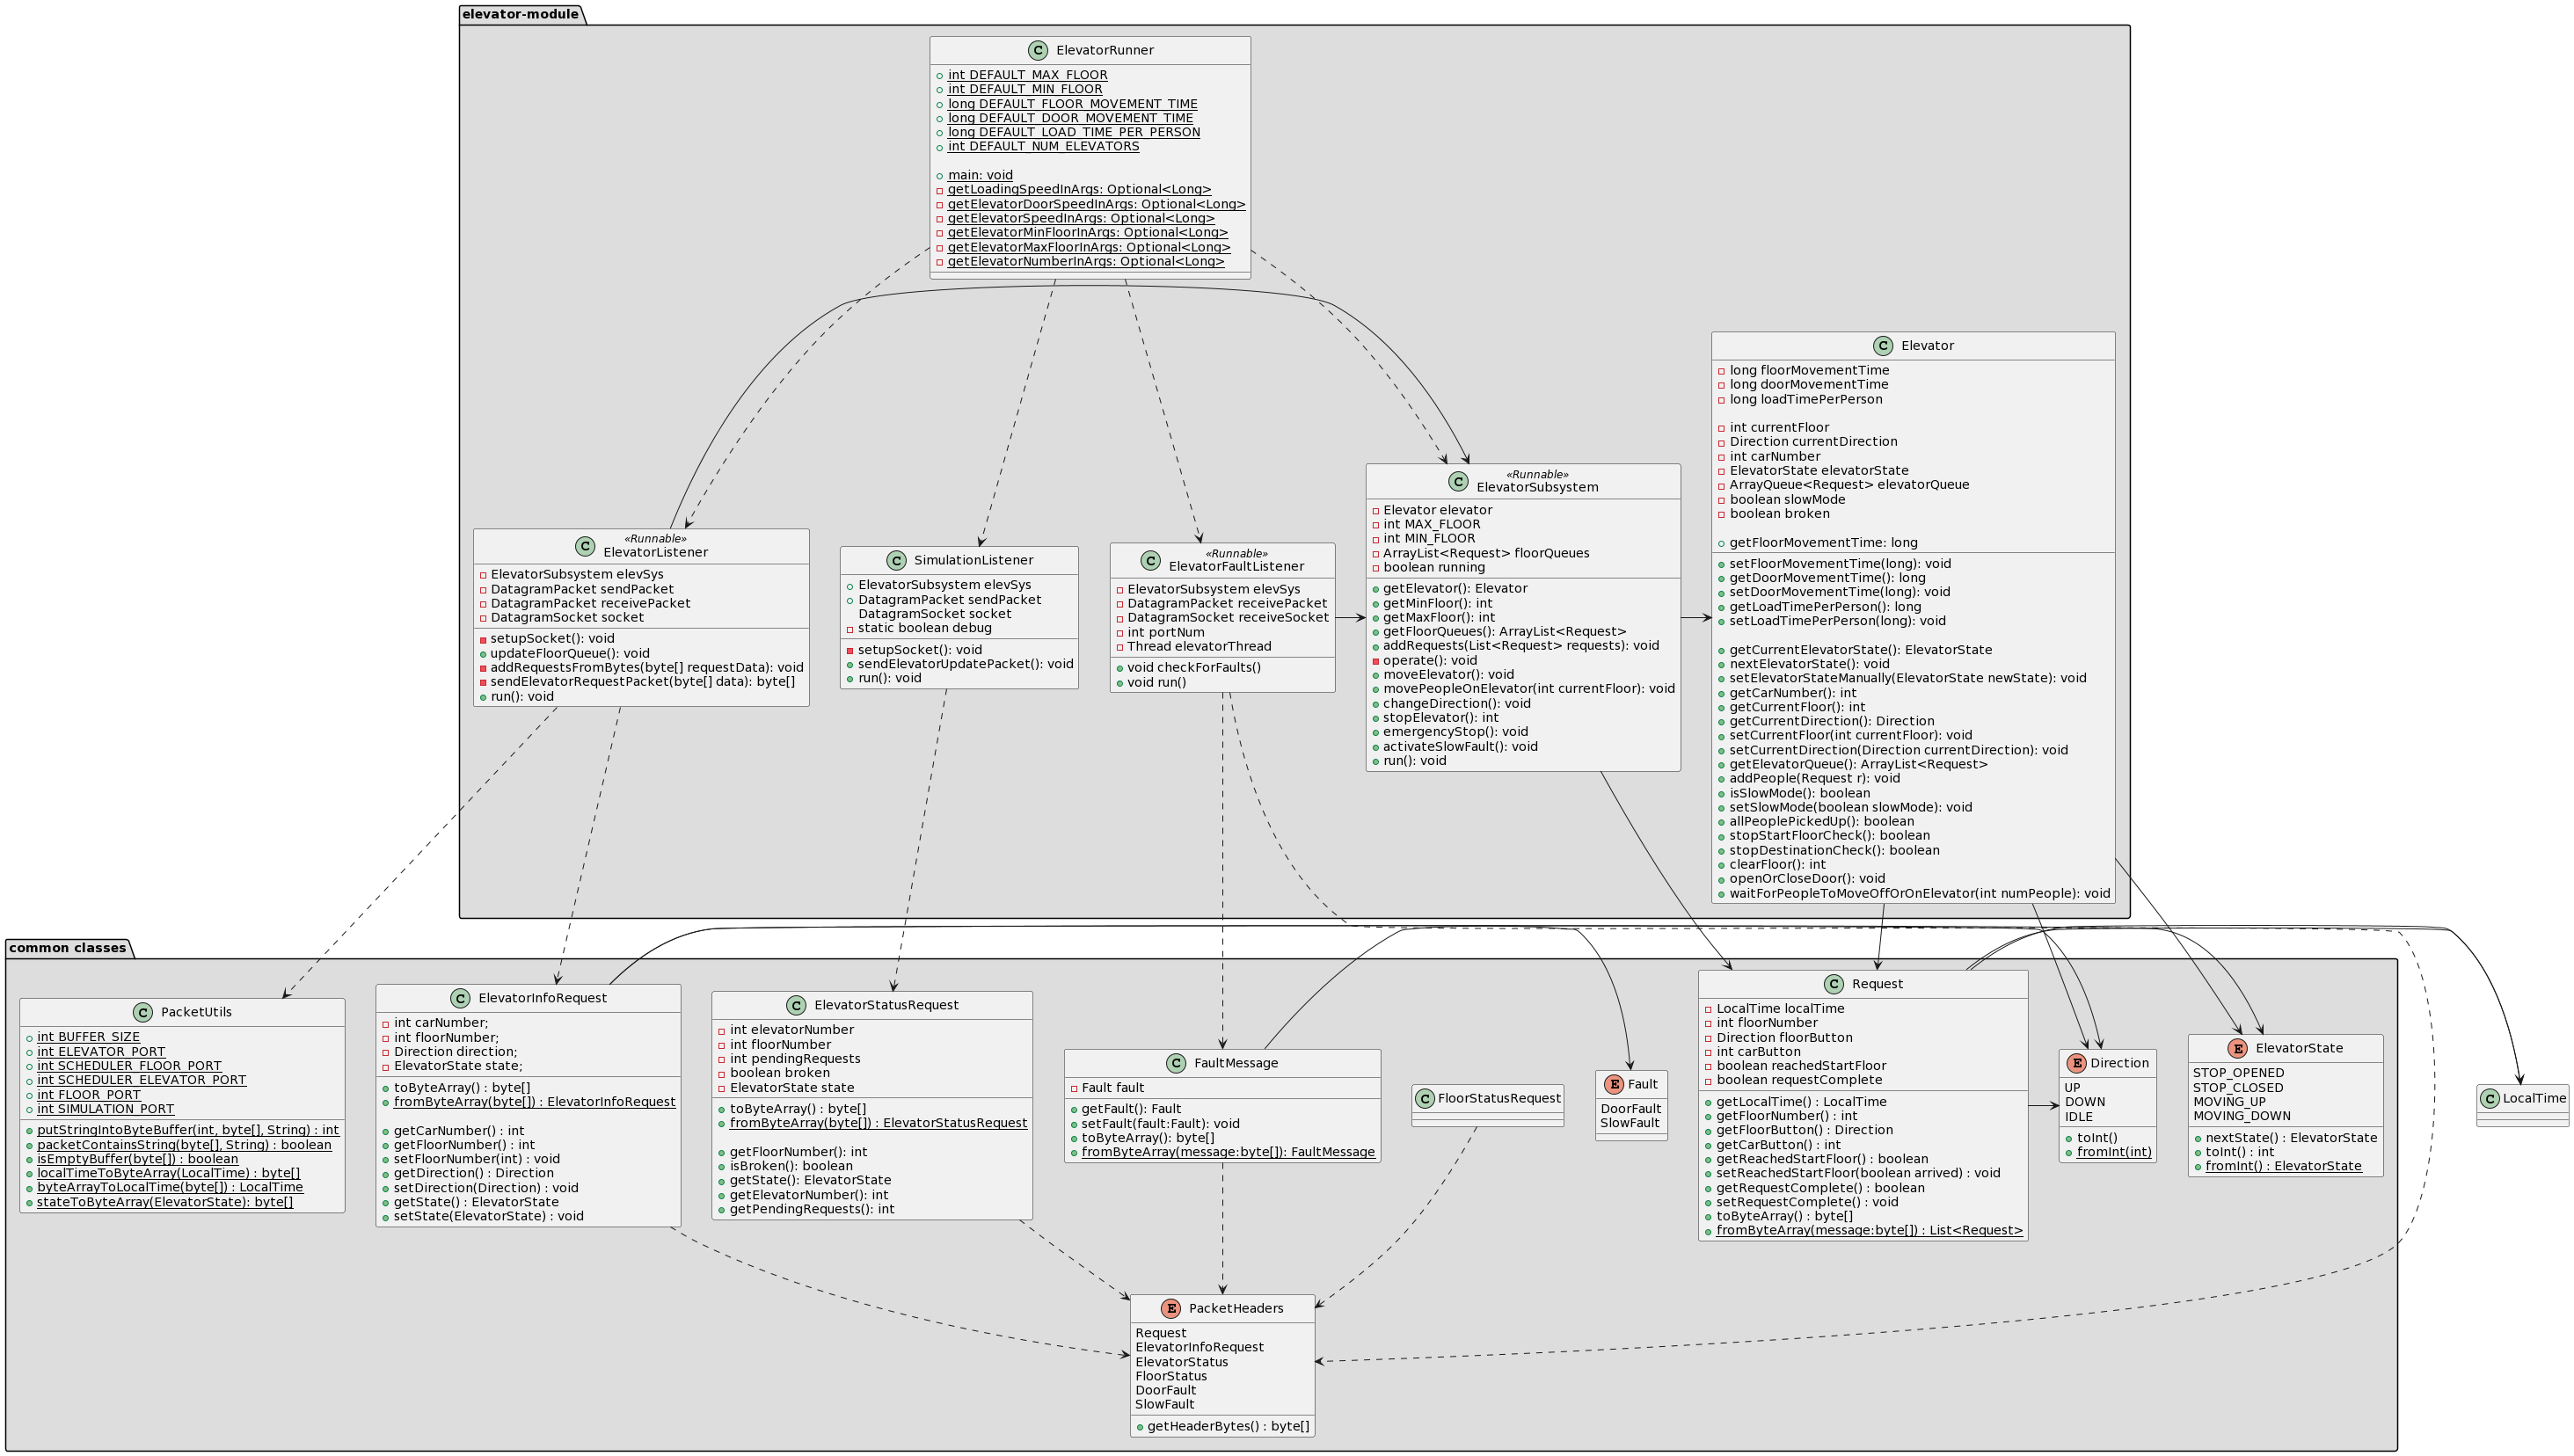 elevator-module
C ElevatorRunner
int DEFAULT_MAX_FLOOR
int DEFAULT_MIN_FLOOR
long DEFAULT_FLOOR_MOVEMENT_TIME
long DEFAULT_DOOR_MOVEMENT_TIME
long DEFAULT_LOAD_TIME_PER_PERSON
int DEFAULT_NUM_ELEVATORS
main: void
getLoadingSpeedInArgs: Optional<Long>
getElevatorDoorSpeedInArgs: Optional<Long>
getElevatorSpeedInArgs: Optional<Long>
getElevatorMinFloorInArgs: Optional<Long>
getElevatorMaxFloorInArgs: Optional<Long>
getElevatorNumberInArgs: Optional<Long>
C Elevator
long floorMovementTime
long doorMovementTime
long loadTimePerPerson
int currentFloor
Direction currentDirection
int carNumber
ElevatorState elevatorState
ArrayQueue<Request> elevatorQueue
boolean slowMode
boolean broken
getFloorMovementTime: long
setFloorMovementTime(long): void
getDoorMovementTime(): long
setDoorMovementTime(long): void
getLoadTimePerPerson(): long
setLoadTimePerPerson(long): void
getCurrentElevatorState: ElevatorState
nextElevatorState(): void
setElevatorStateManually(ElevatorState newState): void
getCarNumber(): int
getCurrentFloor(): int
getCurrentDirection(): Direction
setCurrentFloor(int currentFloor): void
setCurrentDirection(Direction currentDirection): void
getElevatorQueue(): ArrayList<Request>
addPeople(Request r): void
isSlowMode(): boolean
setSlowMode(boolean slowMode): void
allPeoplePickedUp(): boolean
stopStartFloorCheck(): boolean
stopDestinationCheck(): boolean
clearFloor(): int
openOrCloseDoor(): void
waitForPeopleToMoveOffOrOnElevator(int numPeople): void
C «Runnable»
ElevatorSubsystem
Elevator elevator
int MAX_FLOOR
int MIN_FLOOR
ArrayList<Request> floorQueues
boolean running
getElevator(): Elevator
getMinFloor(): int
getMaxFloor(): int
getFloorQueues(): ArrayList<Request>
addRequests(List<Request> requests): void
operate(): void
moveElevator(): void
movePeopleOnElevator(int currentFloor): void
changeDirection(): void
stopElevator(): int
emergencyStop(): void
activateSlowFault(): void
run(): void
C «Runnable»
ElevatorListener
ElevatorSubsystem elevSys
DatagramPacket sendPacket
DatagramPacket receivePacket
DatagramSocket socket
setupSocket(): void
updateFloorQueue(): void
addRequestsFromBytes(byte[] requestData): void
sendElevatorRequestPacket(byte[] data): byte[]
run(): void
C SimulationListener
ElevatorSubsystem elevSys
DatagramPacket sendPacket
DatagramSocket socket
static boolean debug
setupSocket(): void
sendElevatorUpdatePacket(): void
run(): void
C «Runnable»
ElevatorFaultListener
ElevatorSubsystem elevSys
DatagramPacket receivePacket
DatagramSocket receiveSocket
int portNum
Thread elevatorThread
void checkForFaults()
void run()
common classes
C PacketUtils
int BUFFER_SIZE
int ELEVATOR_PORT
int SCHEDULER_FLOOR_PORT
int SCHEDULER_ELEVATOR_PORT
int FLOOR_PORT
int SIMULATION_PORT
putStringIntoByteBuffer(int, byte[], String) : int
packetContainsString(byte[], String) : boolean
isEmptyBuffer(byte[]) : boolean
localTimeToByteArray(LocalTime) : byte[]
byteArrayToLocalTime(byte[]) : LocalTime
stateToByteArray(ElevatorState): byte[]
C ElevatorInfoRequest
int carNumber;
int floorNumber;
Direction direction;
ElevatorState state;
toByteArray() : byte[]
fromByteArray(byte[]) : ElevatorInfoRequest
getCarNumber() : int
getFloorNumber() : int
setFloorNumber(int) : void
getDirection() : Direction
setDirection(Direction) : void
getState() : ElevatorState
setState(ElevatorState) : void
C ElevatorStatusRequest
int elevatorNumber
int floorNumber
int pendingRequests
boolean broken
ElevatorState state
toByteArray() : byte[]
fromByteArray(byte[]) : ElevatorStatusRequest
getFloorNumber(): int
isBroken(): boolean
getState(): ElevatorState
getElevatorNumber(): int
getPendingRequests(): int
C FaultMessage
Fault fault
getFault(): Fault
setFault(fault:Fault): void
toByteArray(): byte[]
fromByteArray(message:byte[]): FaultMessage
C FloorStatusRequest
E Fault
DoorFault
SlowFault
C Request
LocalTime localTime
int floorNumber
Direction floorButton
int carButton
boolean reachedStartFloor
boolean requestComplete
getLocalTime() : LocalTime
getFloorNumber() : int
getFloorButton() : Direction
getCarButton() : int
getReachedStartFloor() : boolean
setReachedStartFloor(boolean arrived) : void
getRequestComplete() : boolean
setRequestComplete() : void
toByteArray() : byte[]
fromByteArray(message:byte[]) : List<Request>
E Direction
UP
DOWN
IDLE
toInt()
fromInt(int)
E ElevatorState
STOP_OPENED
STOP_CLOSED
MOVING_UP
MOVING_DOWN
nextState() : ElevatorState
toInt() : int
fromInt() : ElevatorState
C LocalTime
E PacketHeaders
Request
ElevatorInfoRequest
ElevatorStatus
FloorStatus
DoorFault
SlowFault
getHeaderBytes() : byte[]